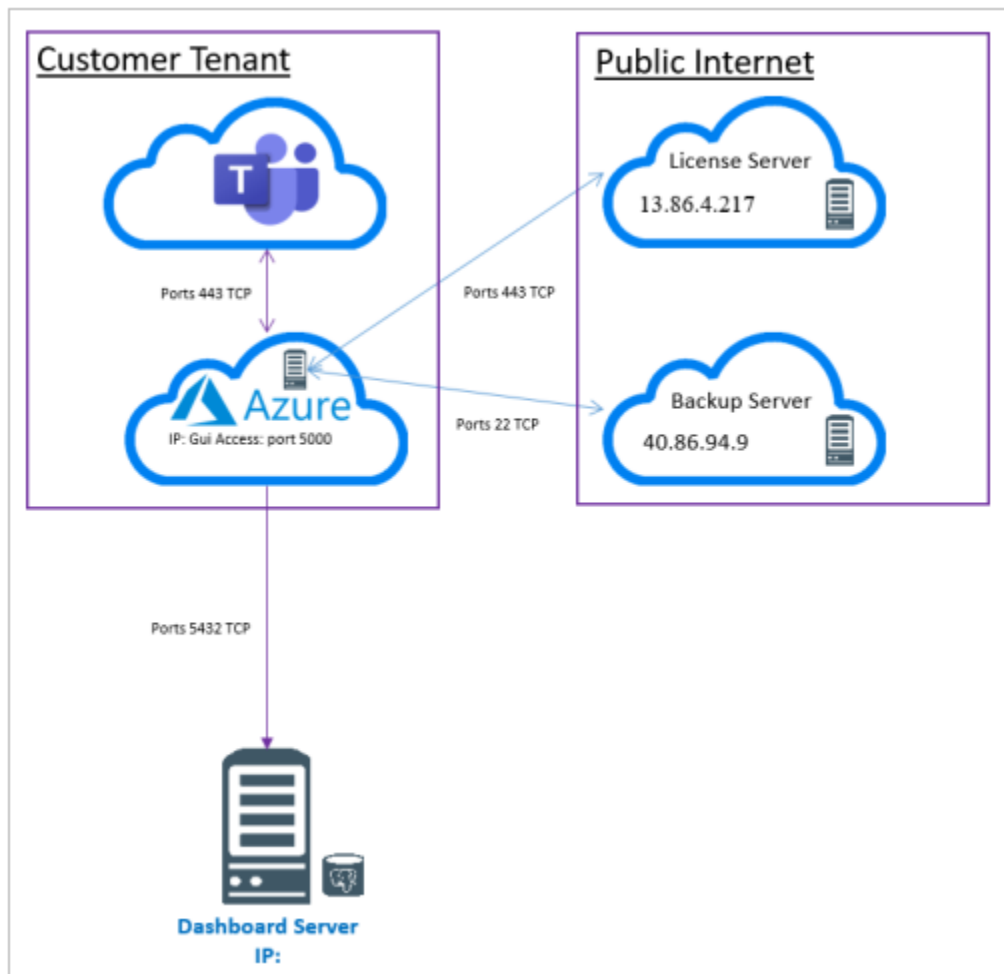 Customer Tenant
T
Ports 443 TCP
Azure
IP: Gui Access: port 5000
Ports 5432 TCP
Dashboard Server
IP:
Ports 443 TCP
Ports 22 TCP
Public Internet
License Server
13.86.4.217
Backup Server
40.86.94.9